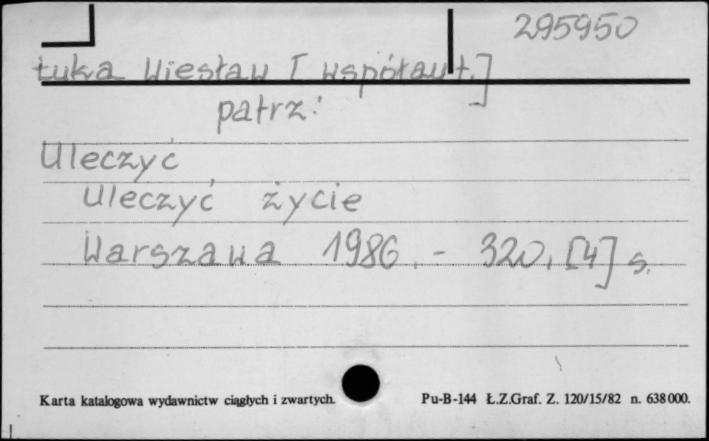 295950
Łuka Wiesław [współaut.]
patrz:
Uleczyć
Uleczyć życie
Warszawa 1986. - 320, [4] s.
Karta katalogowa wydawnictw ciągłych i zwartych. Pu-B-144 Ł.Z.Graf. Z. 120/15/82 n. 638000.